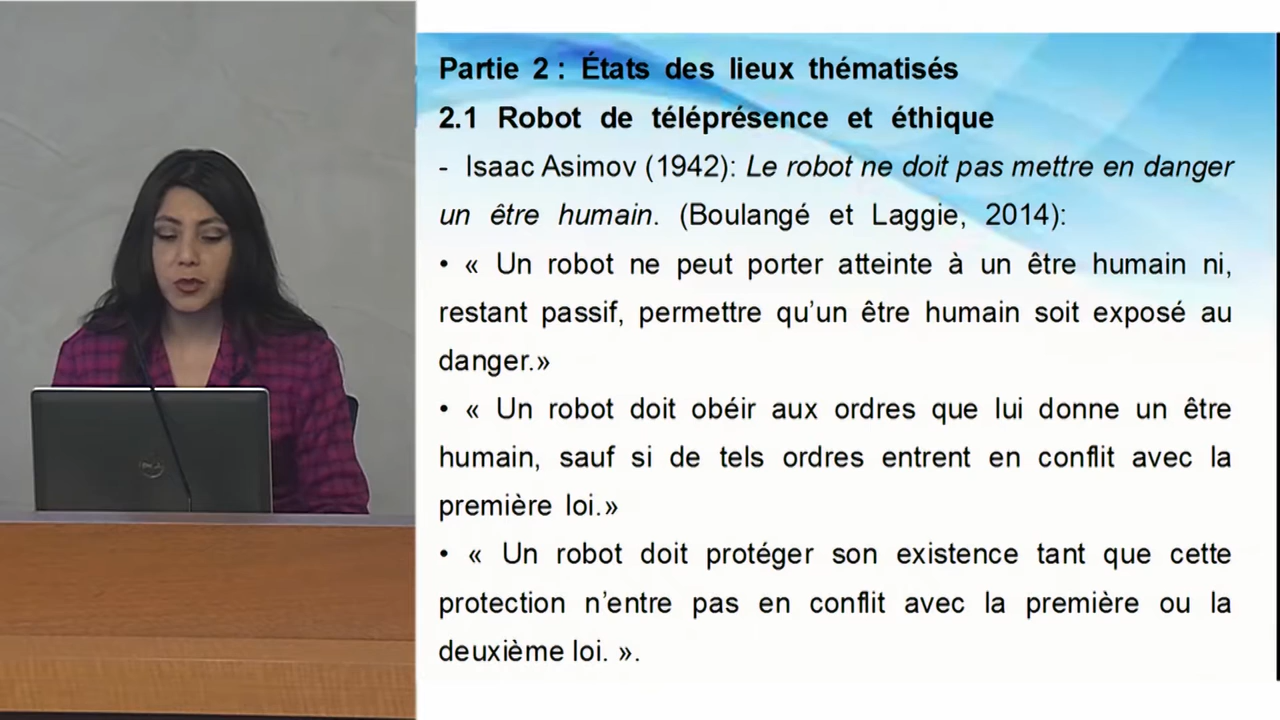 Partie 2 : États des lieux thématisés
2.1 Robot de téléprésence et éthique
- Isaac Asimov (1942): Le robot ne doit pas mettre en danger
un être humain. (Boulangé et Laggie, 2014):
• « Un robot ne peut porter atteinte à un être humain ni,
restant passif, permettre qu’un être humain soit exposé au
danger.»
• « Un robot doit obéir aux ordres que lui donne un être
humain, sauf si de tels ordres entrent en conflit avec la
première loi.»
• « Un robot doit protéger son existence tant que cette
protection n’entre pas en conflit avec la première ou la
deuxième loi. ».
DELL